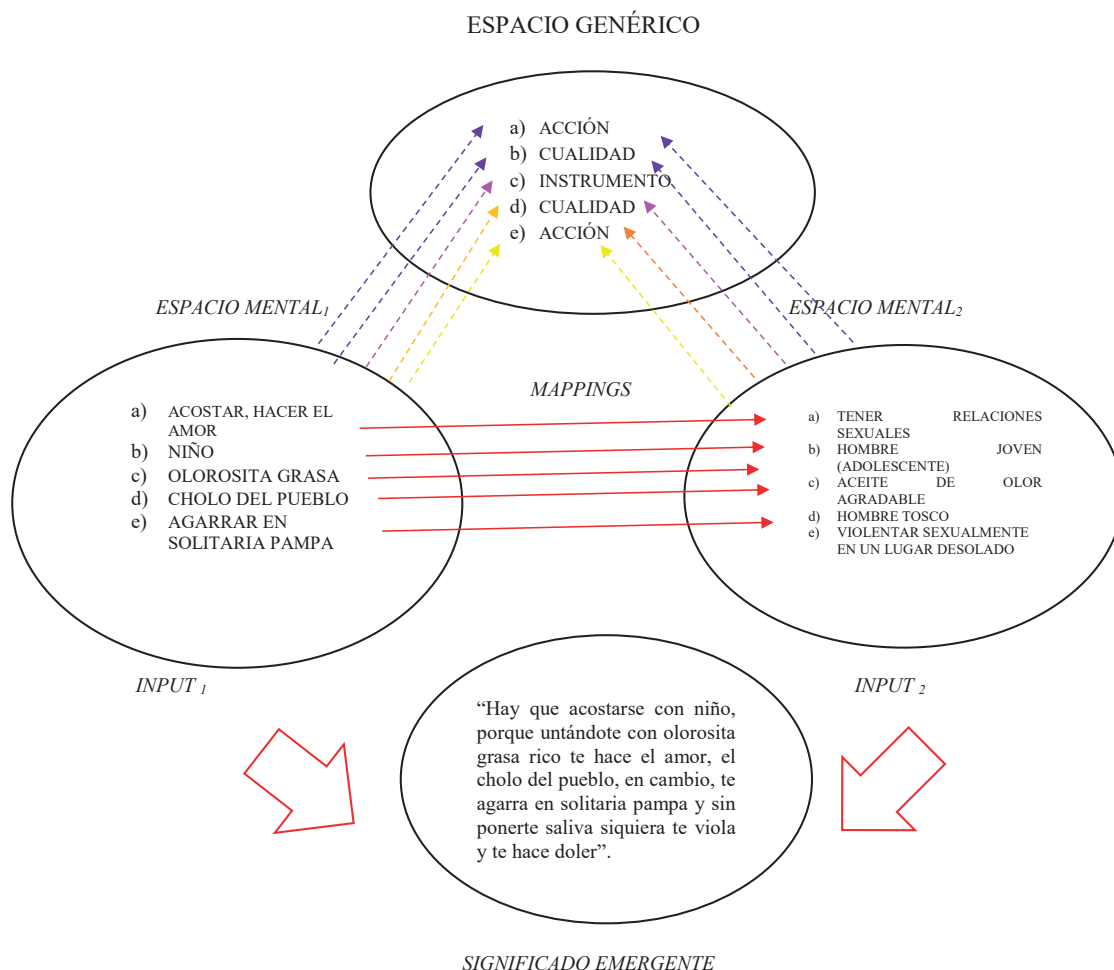 ESPACIO GENÉRICO
a) ACCIÓN
b) CUALIDAD
c) INSTRUMENTO
d) CUALIDAD
e) ACCIÓN
ESPACIO MENTAL1
ESPACIO MENTAL2
MAPPINGS
a) ACOSTAR, HACER EL
AMOR
b) NIÑO
c) OLOROSITA GRASA
d) CHOLO DEL PUEBLO
e) AGARRAR EN
SOLITARIA PAMPA
a) TENER RELACIONES
SEXUALES
b) HOMBRE JOVEN
(ADOLESCENTE)
c) ACEITE DE OLOR
AGRADABLE
d) HOMBRE TOSCO
e) VIOLENTAR SEXUALMENTE
EN UN LUGAR DESOLADO
INPUT 1
INPUT 2
“Hay que acostarse con niño,
porque untándote con olorosita
grasa rico te hace el amor, el
cholo del pueblo, en cambio, te
agarra en solitaria pampa y sin
ponerte saliva siquiera te viola
y te hace doler”.
SIGNIFICADO EMERGENTE